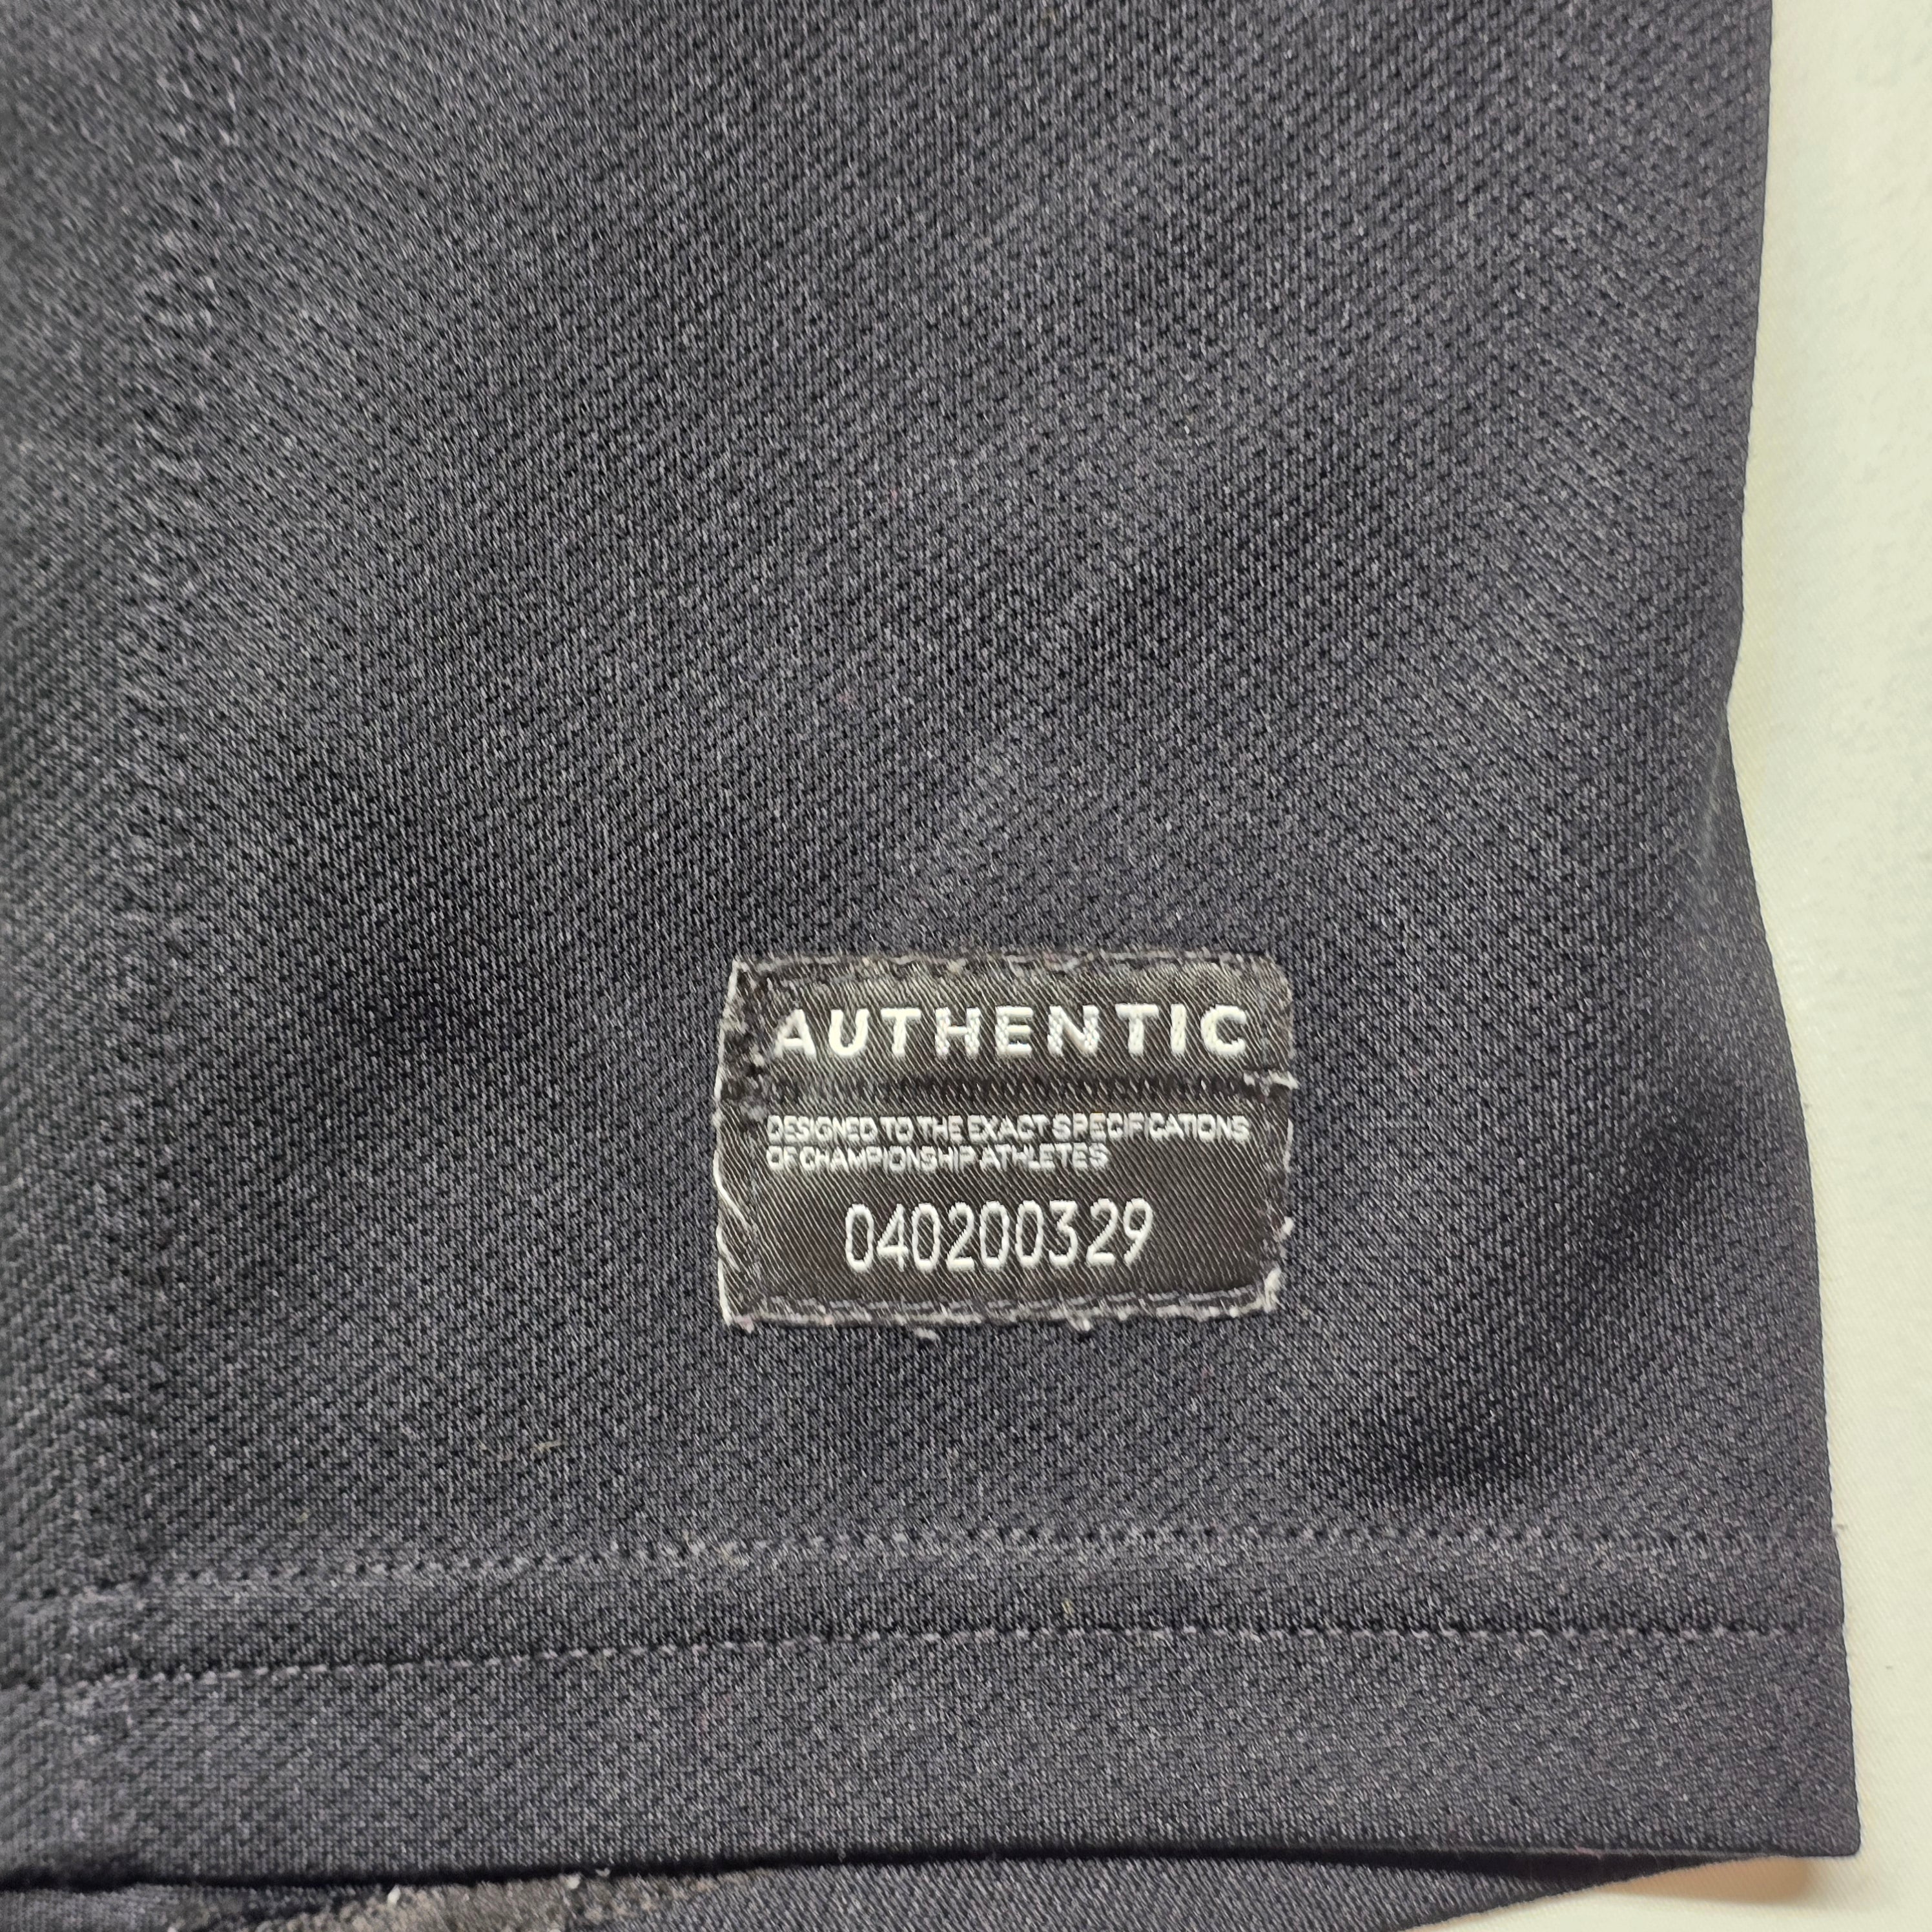 AUTHENTIC
DESIGNED TO THE EXACT SPECIFICATIONS
OF CHAMPIONSHIP ATHLETES
040200329